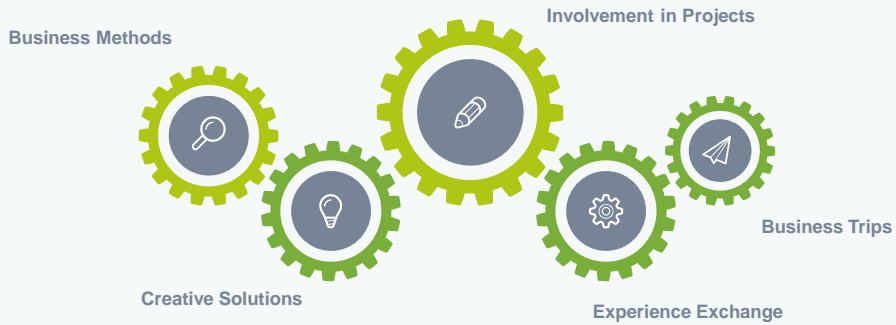 Involvement in Projects
Business Methods
Business Trips
Creative Solutions
Experience Exchange